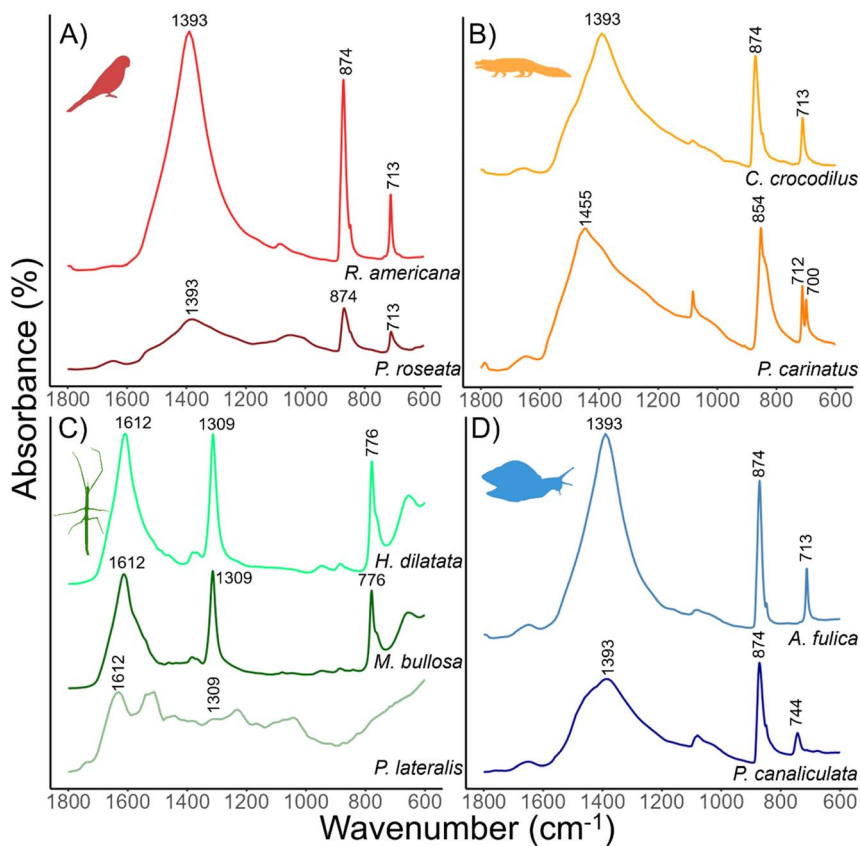 Absorbance (%)
A)
1393
874
713
R. americana
1393
874
713
P. roseata
1800 1600 1400 1200 1000 800 600
B)
1393
874
713
C. crocodilus
1455
854
712
700
P. carinatus
1800 1600 1400 1200 1000 800 600
C)
1612
1309
776
H. dilatata
1612
1309
776
M. bullosa
1612
1309
P. lateralis
1800 1600 1400 1200 1000 800 600
D)
1393
874
713
A. fulica
1393
874
744
P. canaliculata
1800 1600 1400 1200 1000 800 600
Wavenumber (cm-1)